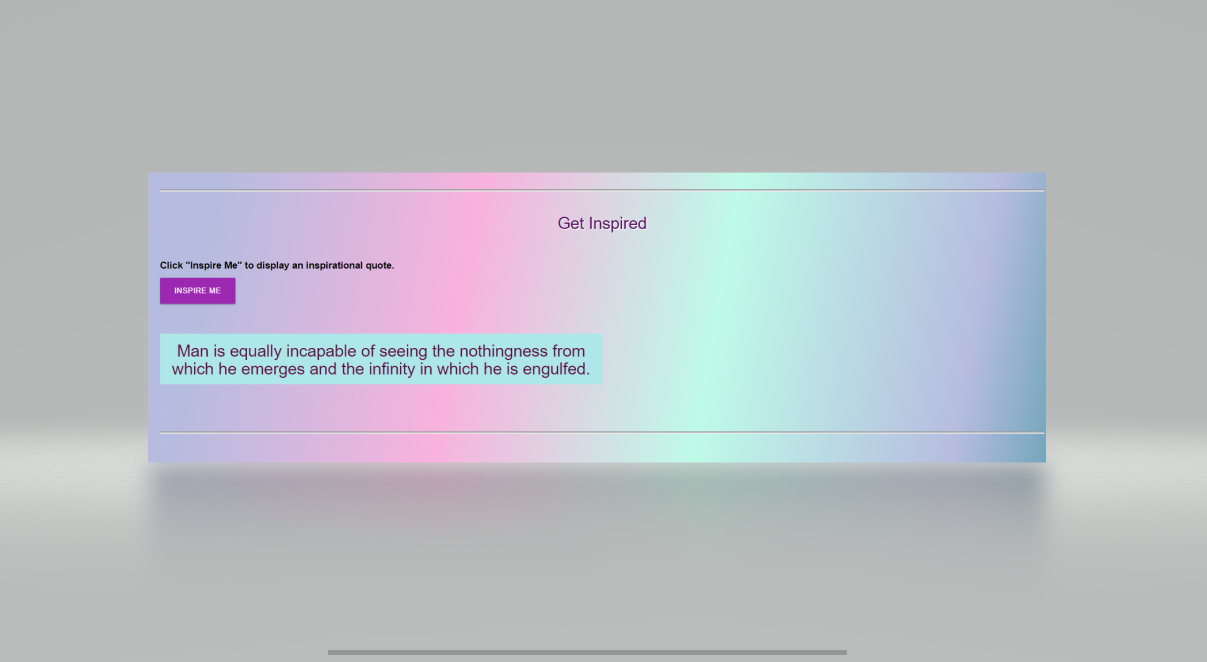 Get Inspired
Click "Inspire Me" to display an inspirational quote.
INSPIRE ME
Man is equally incapable of seeing the nothingness from
which he emerges and the infinity in which he is engulfed.